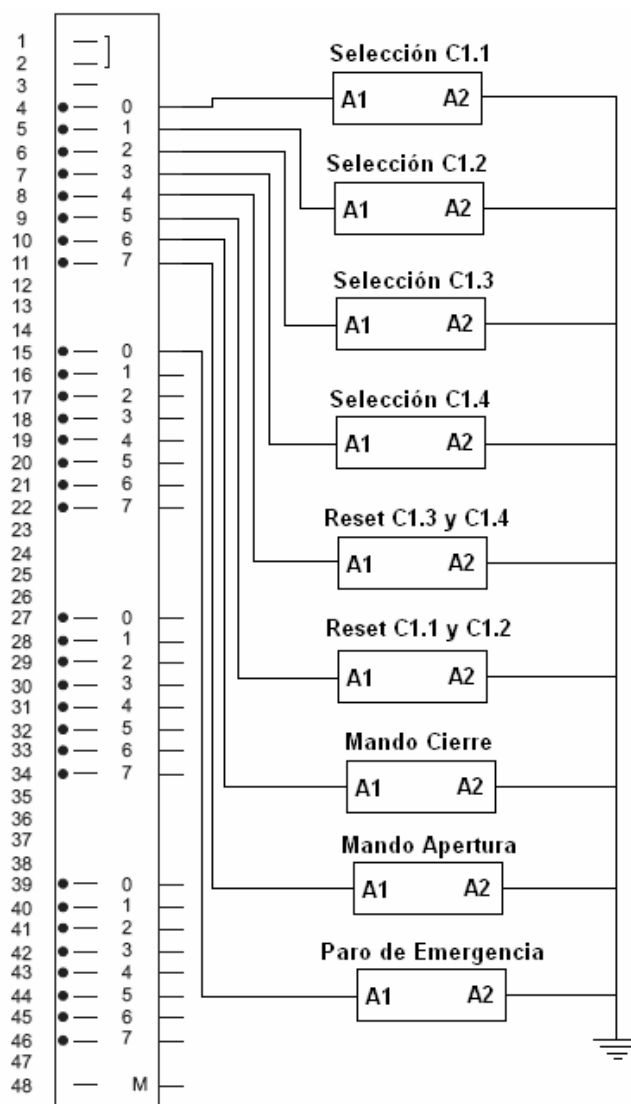 1
2
3
4 0
5 1
6 2
7 3
8 4
9 5
10 6
11 7
12
13
14
15 0
16 1
17 2
18 3
19 4
20 5
21 6
22 7
23
24
25
26
27 0
28 1
29 2
30 3
31 4
32 5
33 6
34 7
35
36
37
38
39 0
40 1
41 2
42 3
43 4
44 5
45 6
46 7
47
48 M
Selección C1.1
A1 A2
Selección C1.2
A1 A2
Selección C1.3
A1 A2
Selección C1.4
A1 A2
Reset C1.3 y C1.4
A1 A2
Reset C1.1 y C1.2
A1 A2
Mando Cierre
A1 A2
Mando Apertura
A1 A2
Paro de Emergencia
A1 A2